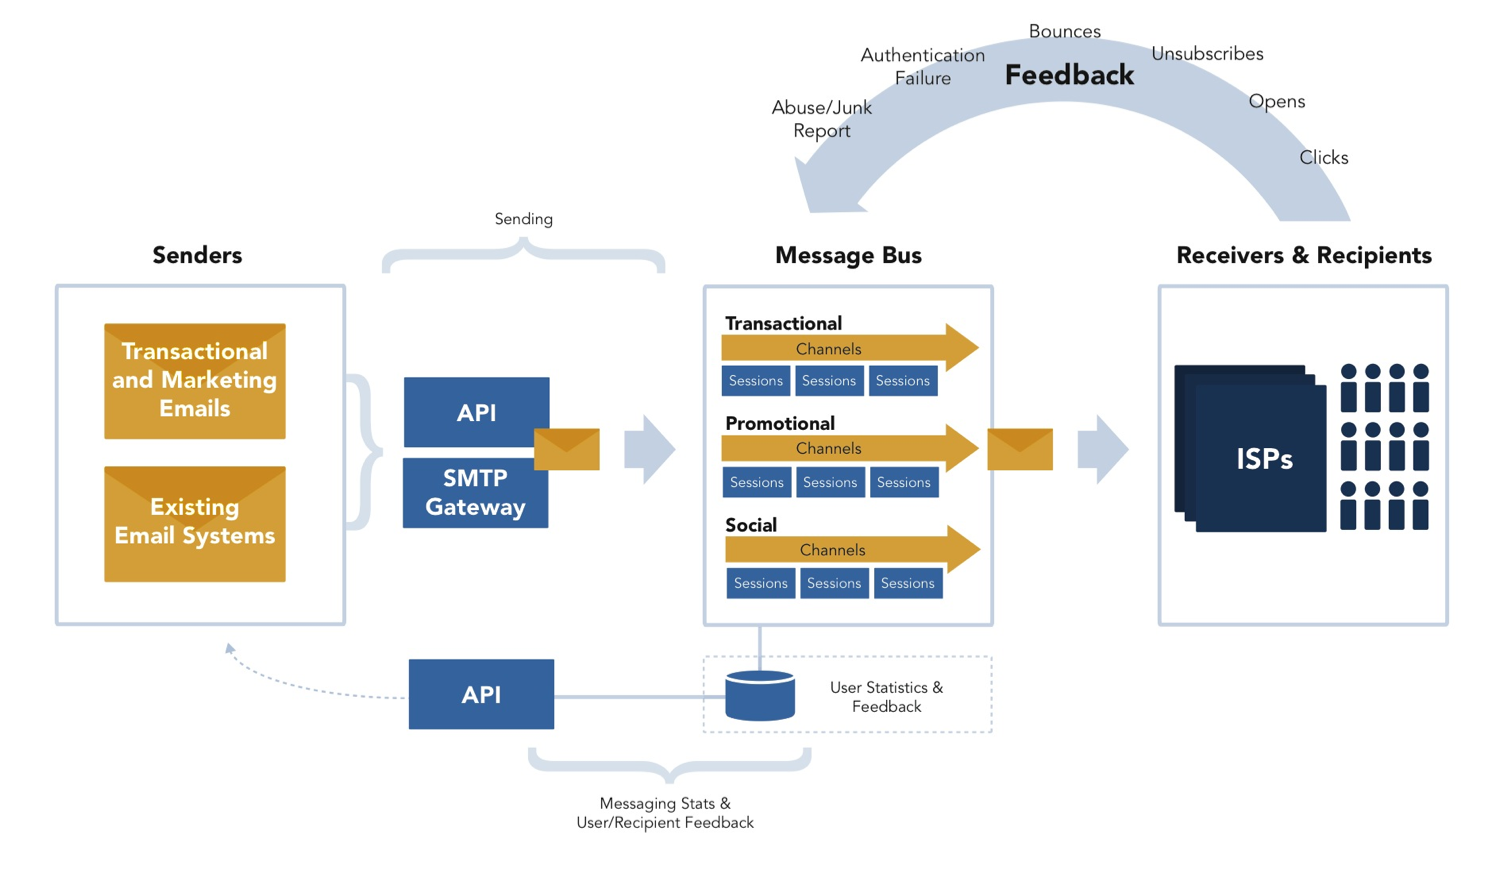 Bounces
Authentication
Failure
Unsubscribes
Feedback
Abuse/Junk
Report
Opens
Clicks
Sending
Senders
Message Bus
Receivers & Recipients
Transactional
and Marketing
Emails
Existing
Email Systems
API
SMTP
Gateway
Transactional
Channels
Sessions Sessions Sessions
Promotional
Channels
Sessions Sessions Sessions
Social
Channels
Sessions Sessions Sessions
ISPs
API
User Statistics &
Feedback
Messaging Stats &
User/Recipient Feedback